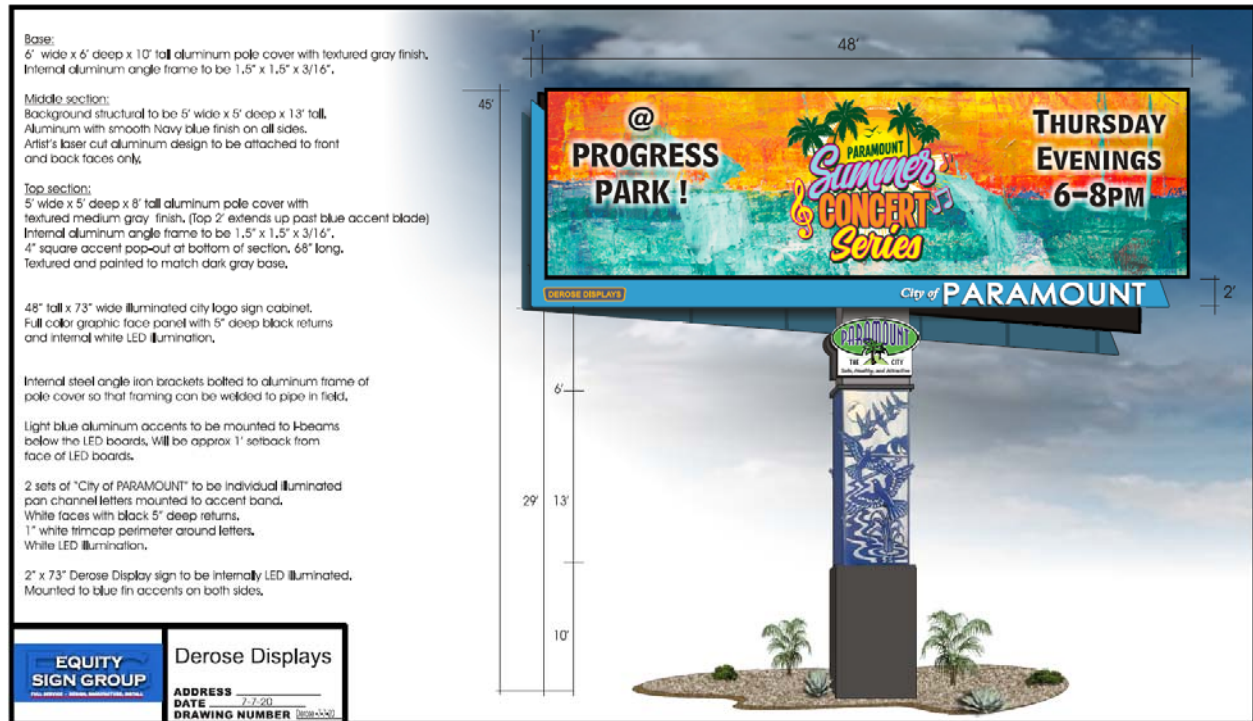 Base:
6' wide x 6' deep x 10' tall aluminum pole cover with textured gray finish.
Internal aluminum angle frame to be 1.5" x 1.5" x 3/16".
Middle section:
Background structural to be 5' wide x 5' deep x 13' tall.
Aluminum with smooth Navy blue finish on all sides.
Artist's laser cut aluminum design to be attached to front
and back faces only.
Top section:
5' wide x 5' deep x 8' tall aluminum pole cover with
textured medium gray finish. (Top 2' extends up past blue accent blade)
Internal aluminum angle frame to be 1.5" x 1.5" x 3/16".
4" square accent pop-out at bottom of section. 68" long.
Textured and painted to match dark gray base.
48" tall x 73" wide illuminated city logo sign cabinet.
Full color graphic face panel with 5" deep black returns
and internal white LED illumination.
Internal steel angle iron brackets bolted to aluminum frame of
pole cover so that framing can be welded to pipe in field.
Light blue aluminum accents to be mounted to I-beams
below the LED boards. Will be approx 1' setback from
face of LED boards.
2 sets of "City of PARAMOUNT" to be individual illuminated
pan channel letters mounted to accent band.
White faces with black 5" deep returns.
1" white trimcap perimeter around letters.
White LED illumination.
2" x 73" Derose Display sign to be internally LED illuminated.
Mounted to blue fin accents on both sides.
EQUITY
SIGN GROUP
FULL SERVICE - DESIGN, MANUFACTURE, INSTALL
Derose Displays
ADDRESS
DATE 7-7-20
DRAWING NUMBER
1'
48'
45'
@
PROGRESS
PARK !
PARAMOUNT
Summer
CONCERT
Series
THURSDAY
EVENINGS
6-8PM
DEROSE DISPLAYS
City of PARAMOUNT
2'
PARAMOUNT
THE CITY
Safe, Healthy, and Attractive
6'
29'
13'
10'